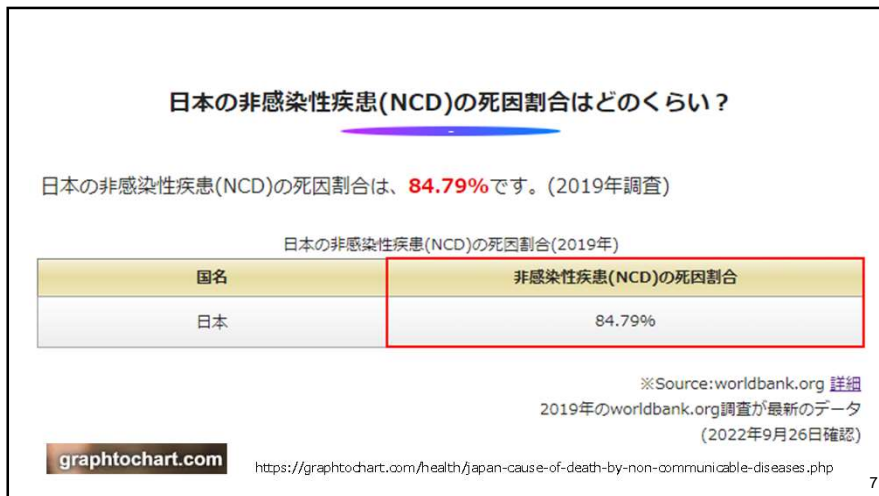 日本の非感染性疾患(NCD)の死因割合はどのくらい？
日本の非感染性疾患(NCD)の死因割合は、84.79%です。(2019年調査)
日本の非感染性疾患(NCD)の死因割合(2019年)
国名 非感染性疾患(NCD)の死因割合
日本 84.79%
※Source:worldbank.org 詳細
2019年のworldbank.org調査が最新のデータ
(2022年9月26日確認)
graphtochart.com https://graphtochart.com/health/japan-cause-of-death-by-non-communicable-diseases.php
7